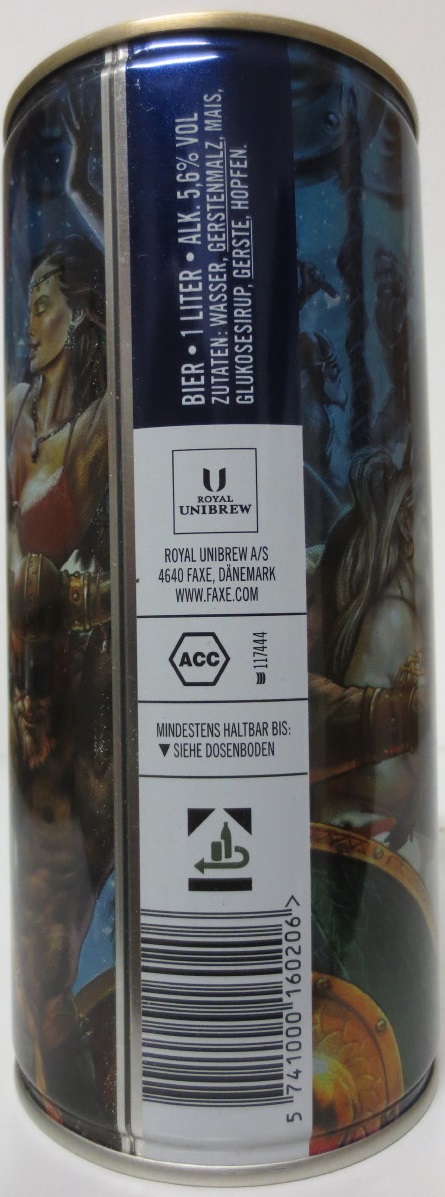 BIER • 1 LITER • ALK. 5,6% VOL
ZUTATEN: WASSER, GERSTENMALZ, MAIS,
GLUKOSESIRUP, GERSTE, HOPFEN.
ROYAL
UNIBREW
ROYAL UNIBREW A/S
4640 FAXE, DÄNEMARK
WWW.FAXE.COM
ACC
117444
MINDESTENS HALTBAR BIS:
▼ SIEHE DOSENBODEN
5 741000 160206 >